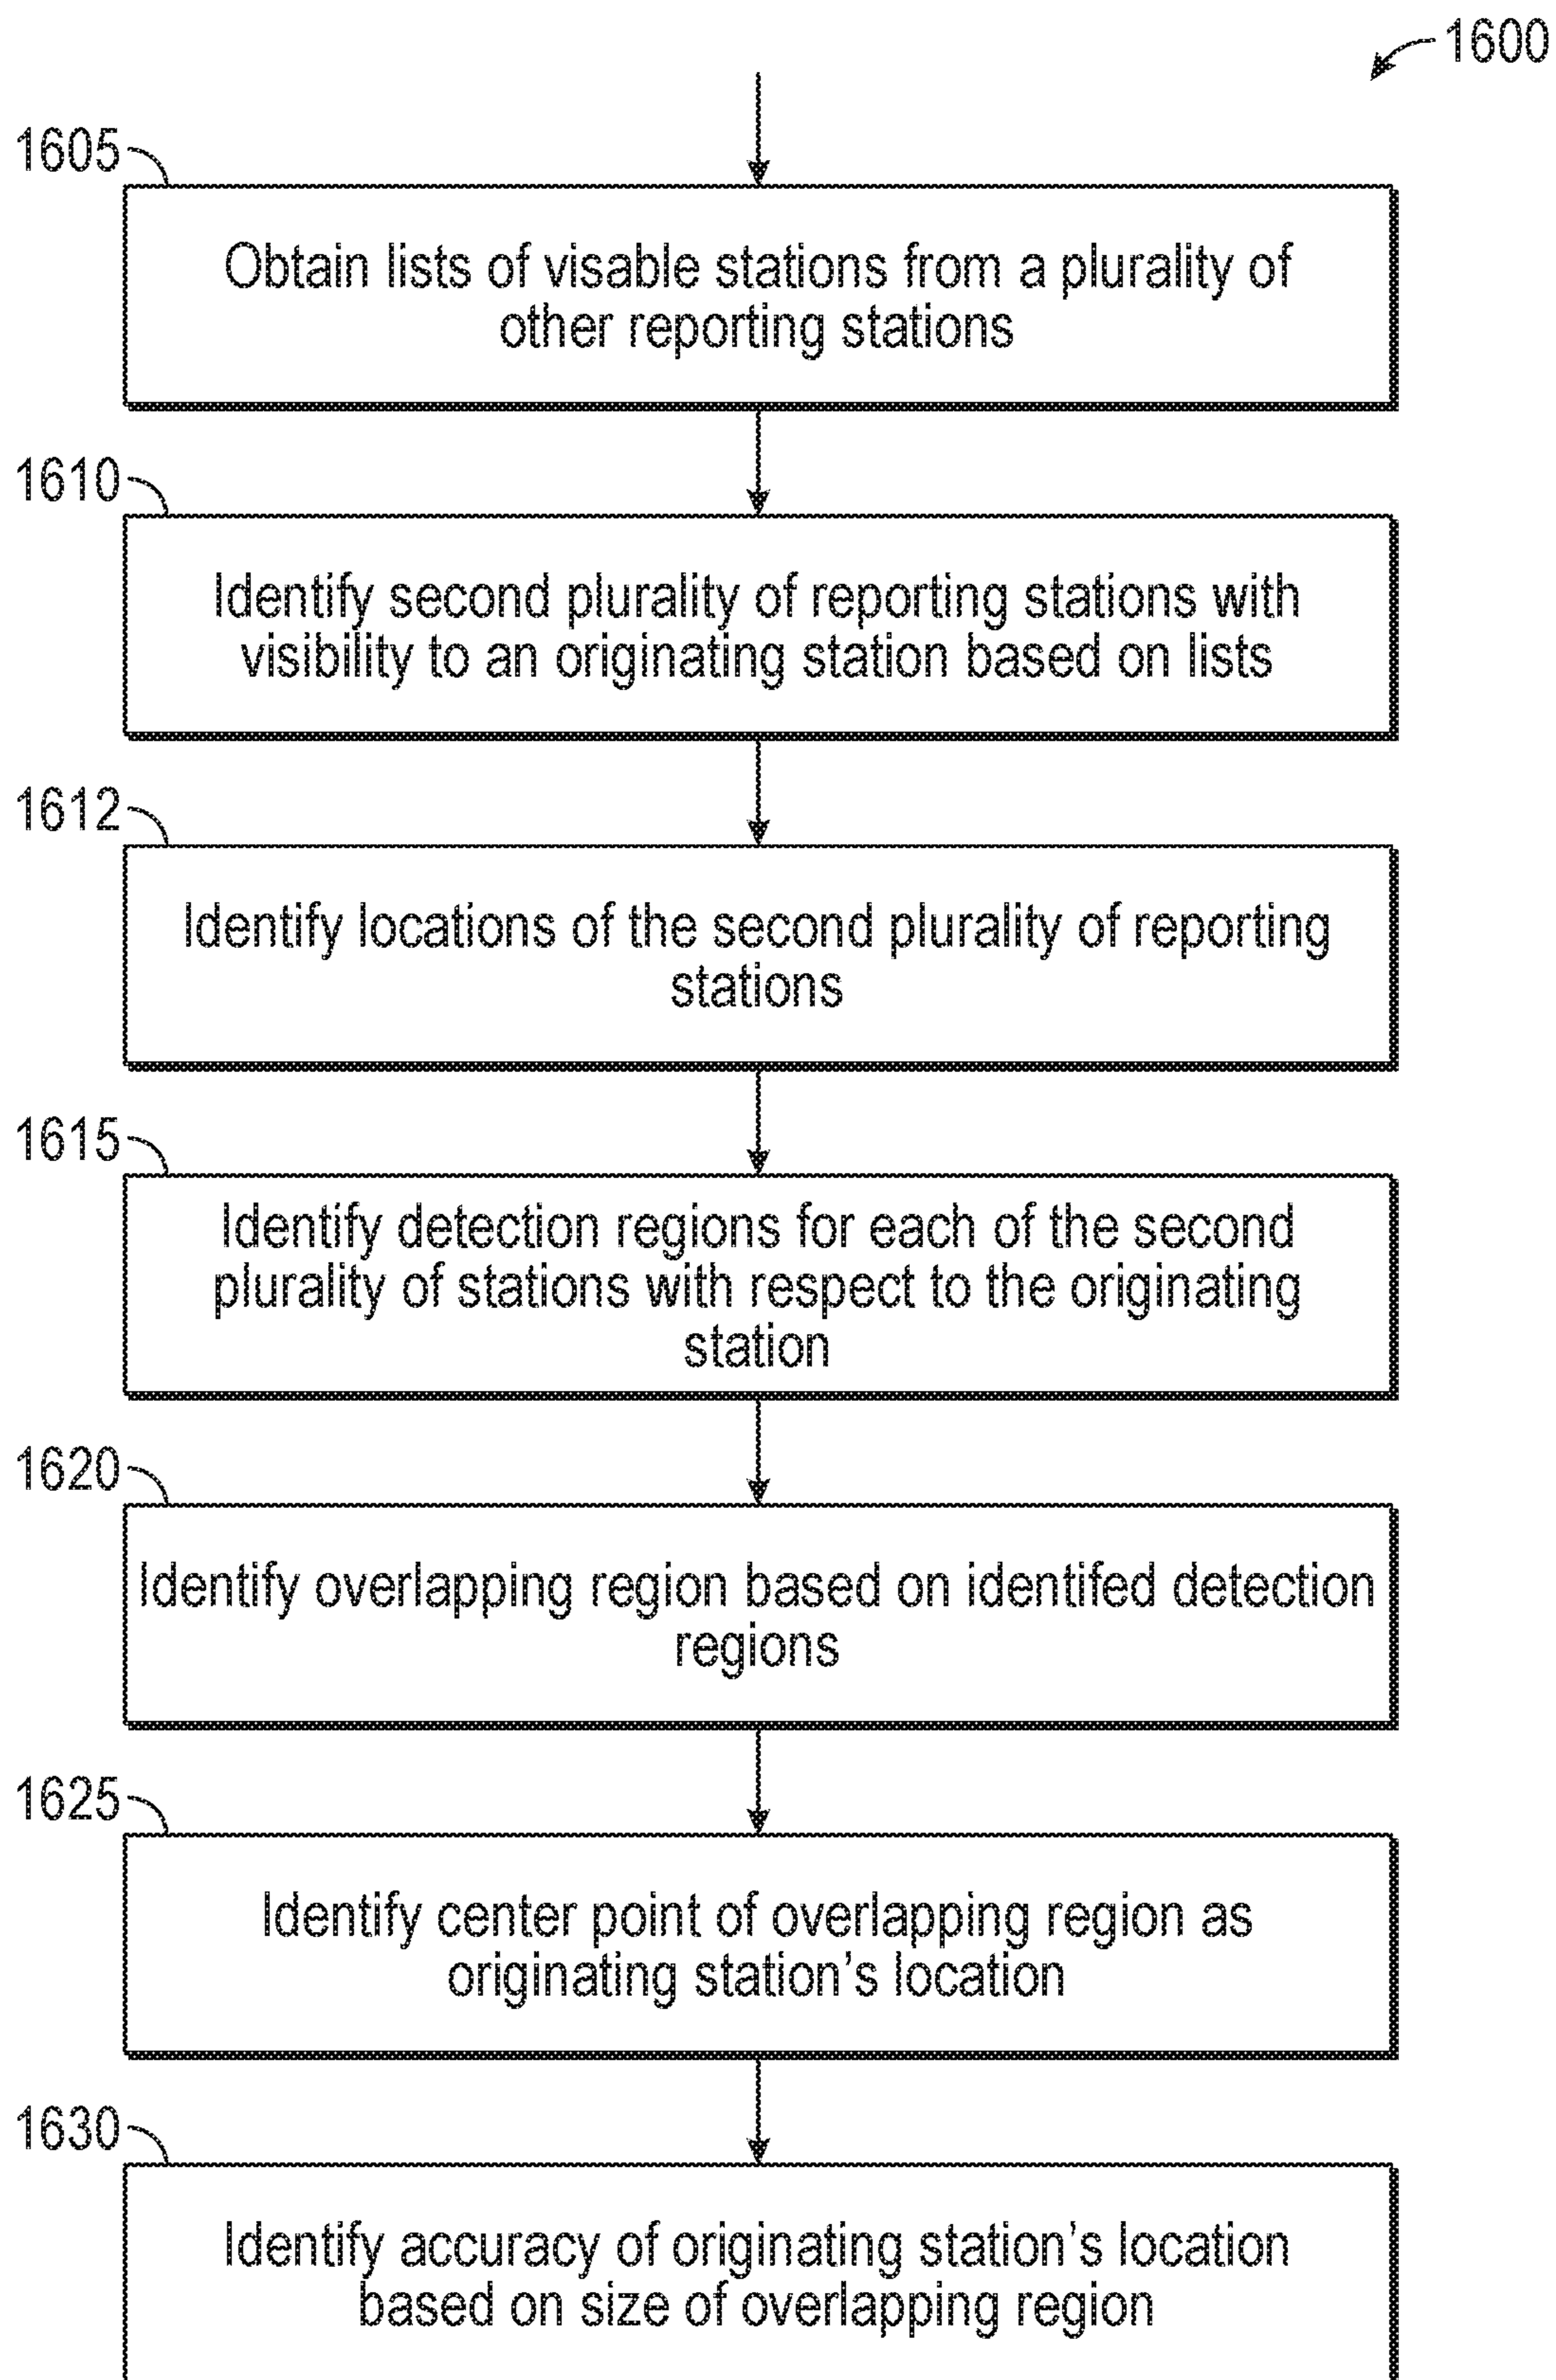 1600
1605
Obtain lists of visable stations from a plurality of
other reporting stations
1610
Identify second plurality of reporting stations with
visibility to an originating station based on lists
1612
Identify locations of the second plurality of reporting
stations
1615
Identify detection regions for each of the second
plurality of stations with respect to the originating
station
1620
Identify overlapping region based on identifed detection
regions
1625
Identify center point of overlapping region as
originating station's location
1630
Identify accuracy of originating station's location
based on size of overlapping region